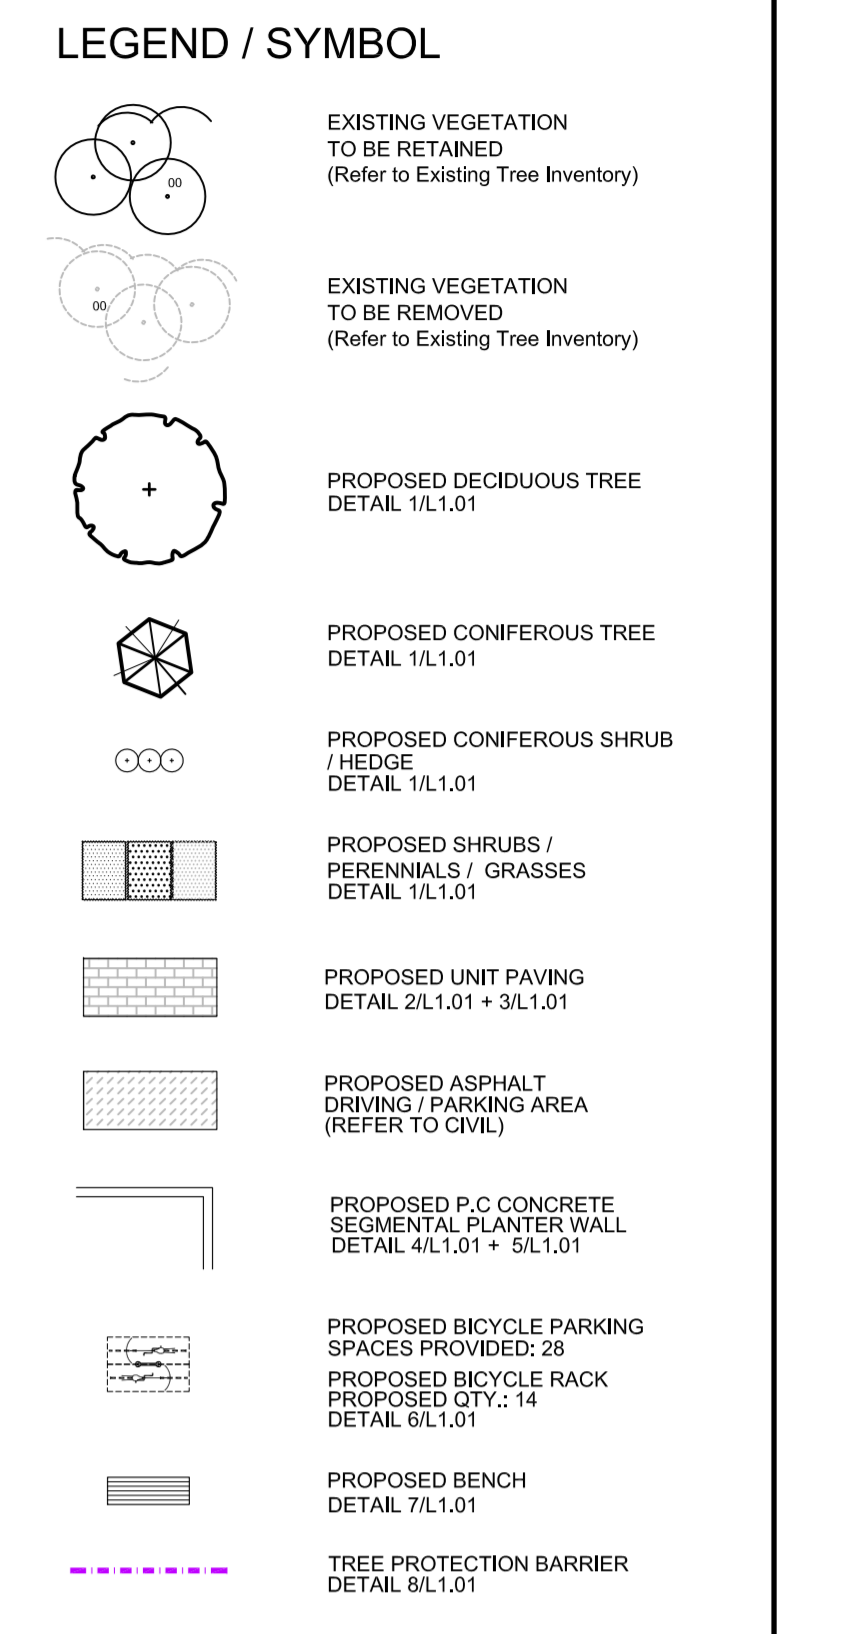 LEGEND / SYMBOL
00
EXISTING VEGETATION
TO BE RETAINED
(Refer to Existing Tree Inventory)
00
EXISTING VEGETATION
TO BE REMOVED
(Refer to Existing Tree Inventory)
PROPOSED DECIDUOUS TREE
DETAIL 1/L1.01
PROPOSED CONIFEROUS TREE
DETAIL 1/L1.01
PROPOSED CONIFEROUS SHRUB
/ HEDGE
DETAIL 1/L1.01
PROPOSED SHRUBS /
PERENNIALS / GRASSES
DETAIL 1/L1.01
PROPOSED UNIT PAVING
DETAIL 2/L1.01 + 3/L1.01
PROPOSED ASPHALT
DRIVING / PARKING AREA
(REFER TO CIVIL)
PROPOSED P.C CONCRETE
SEGMENTAL PLANTER WALL
DETAIL 4/L1.01 + 5/L1.01
PROPOSED BICYCLE PARKING
SPACES PROVIDED: 28
PROPOSED BICYCLE RACK
PROPOSED QTY.: 14
DETAIL 6/L1.01
PROPOSED BENCH
DETAIL 7/L1.01
TREE PROTECTION BARRIER
DETAIL 8/L1.01